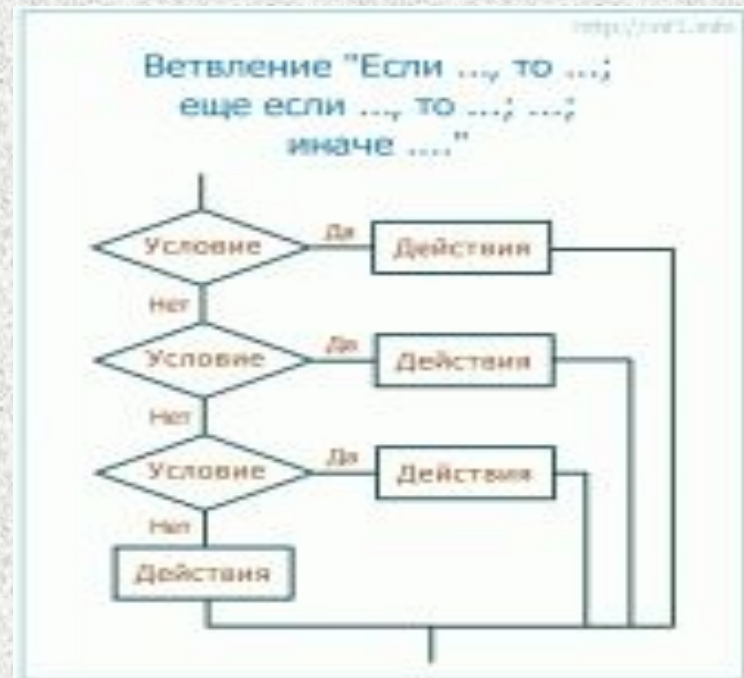 Ветвление "Если ..., то ...;
еще если ..., то ...; ...;
иначе ...."
Условие
Да
Действия
Нет
Условие
Да
Действия
Нет
Условие
Да
Действия
Нет
Действия